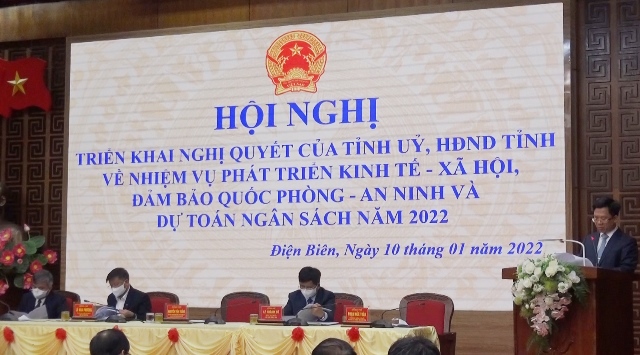 HỘI NGHỊ
TRIỂN KHAI NGHỊ QUYẾT CỦA TỈNH UỶ, HĐND TỈNH
VỀ NHIỆM VỤ PHÁT TRIỂN KINH TẾ - XÃ HỘI,
ĐẢM BẢO QUỐC PHÒNG - AN NINH VÀ
DỰ TOÁN NGÂN SÁCH NĂM 2022
Điện Biên, Ngày 10 tháng 01 năm 2022